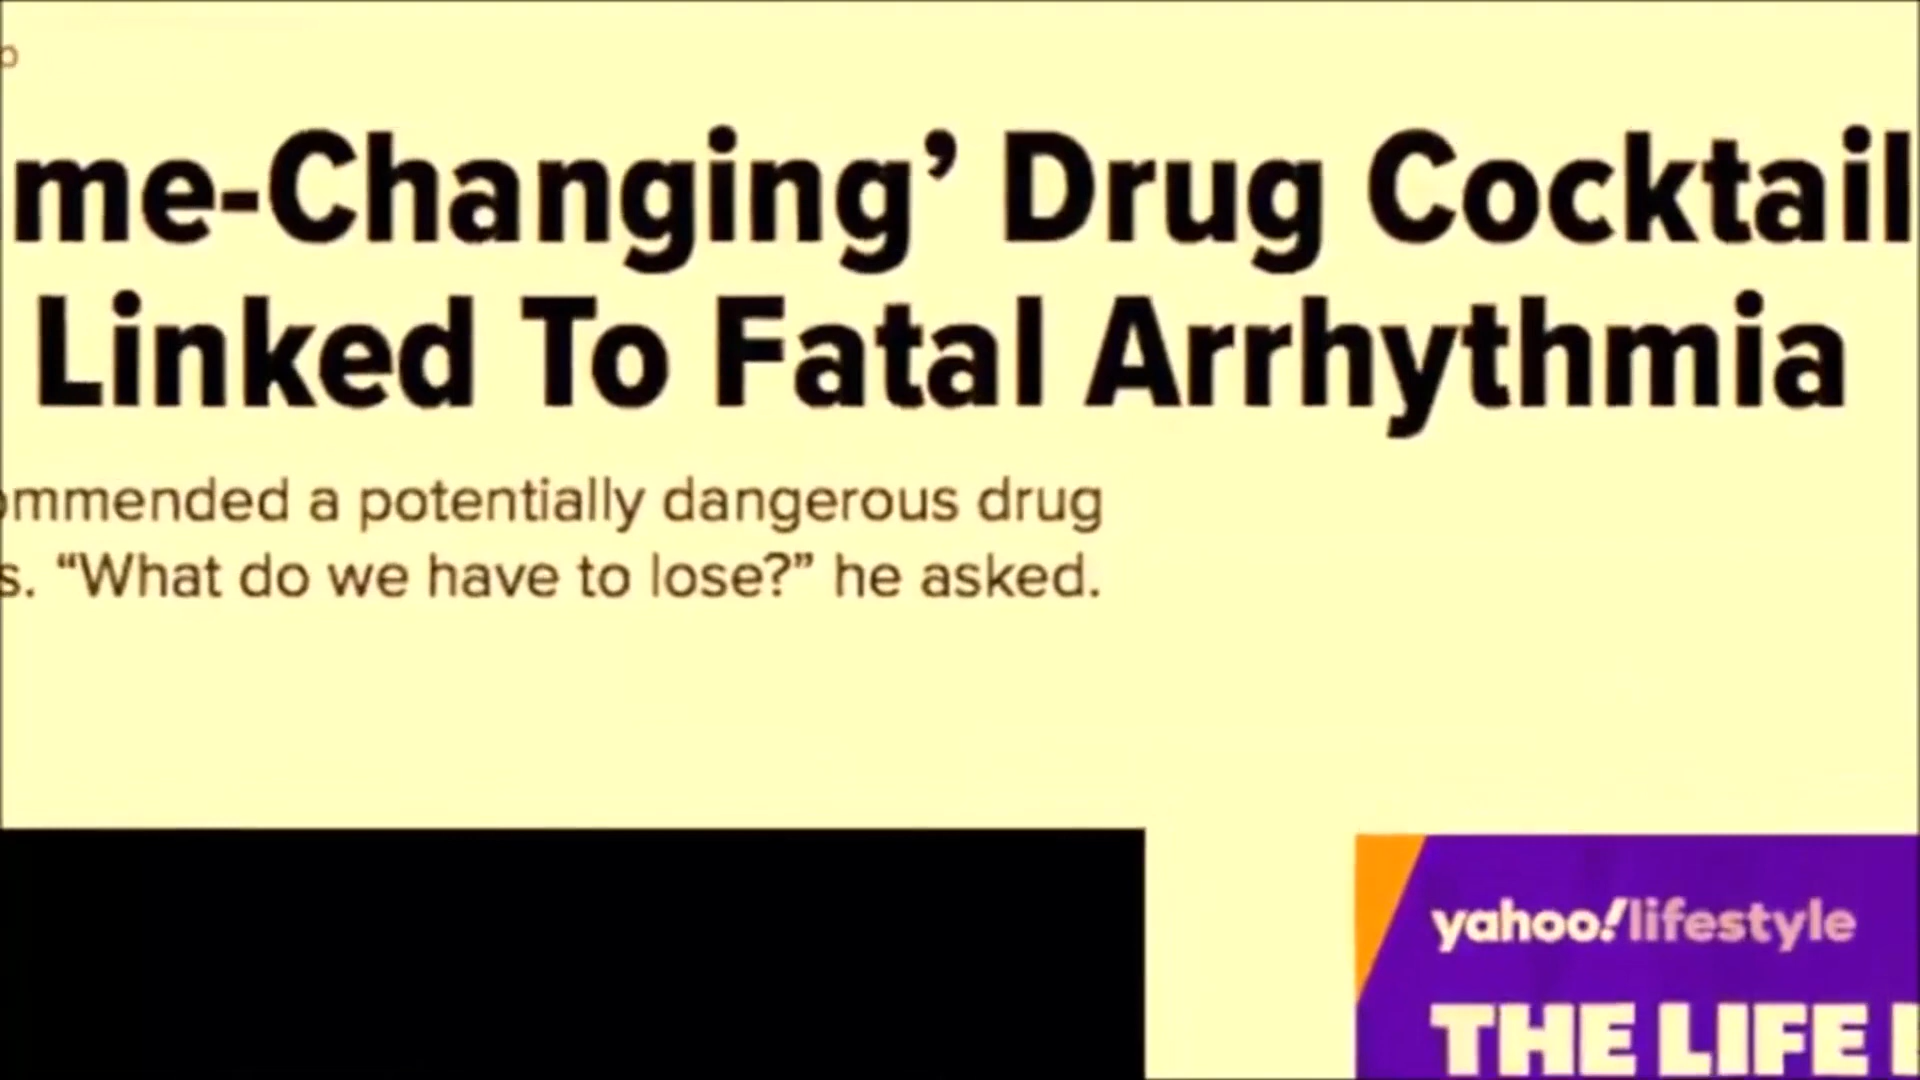 me-Changing’ Drug Cocktail
Linked To Fatal Arrhythmia
ommended a potentially dangerous drug
s. “What do we have to lose?” he asked.
yahoo!lifestyle
THE LIFE